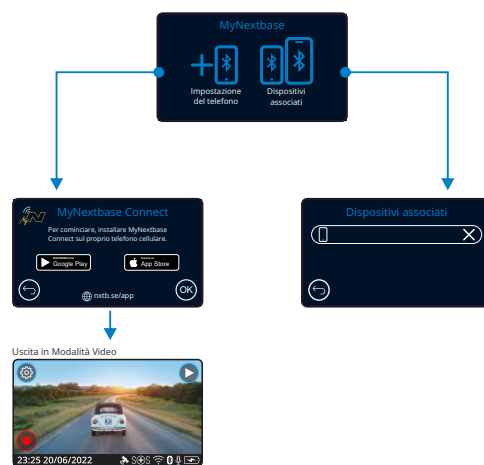 MyNextbase
Impostazione
del telefono
Dispositivi
associati
MyNextbase Connect
Per cominciare, installare MyNextbase
Connect sul proprio telefono cellulare.
Google Play
App Store
nxtb.se/app
OK
Dispositivi associati
Uscita in Modalità Video
23:25 20/06/2022 SOS